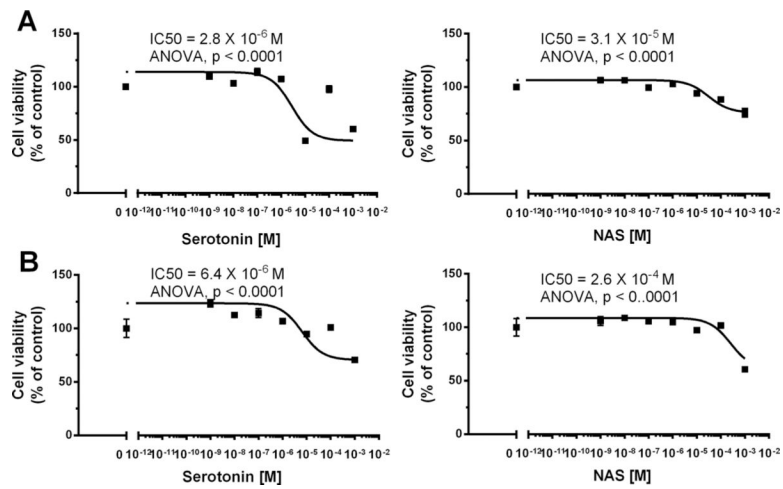 A
IC50 = 2.8 X 10⁻⁶ M
ANOVA, p < 0.0001
Cell viability
(% of control)
150
100
50
0
0 10⁻¹² 10⁻¹¹ 10⁻¹⁰ 10⁻⁹ 10⁻⁸ 10⁻⁷ 10⁻⁶ 10⁻⁵ 10⁻⁴ 10⁻³ 10⁻²
Serotonin [M]
IC50 = 3.1 X 10⁻⁵ M
ANOVA, p < 0.0001
Cell viability
(% of control)
150
100
50
0
0 10⁻¹² 10⁻¹¹ 10⁻¹⁰ 10⁻⁹ 10⁻⁸ 10⁻⁷ 10⁻⁶ 10⁻⁵ 10⁻⁴ 10⁻³ 10⁻²
NAS [M]
B
IC50 = 6.4 X 10⁻⁶ M
ANOVA, p < 0.0001
Cell viability
(% of control)
150
100
50
0
0 10⁻¹² 10⁻¹¹ 10⁻¹⁰ 10⁻⁹ 10⁻⁸ 10⁻⁷ 10⁻⁶ 10⁻⁵ 10⁻⁴ 10⁻³ 10⁻²
Serotonin [M]
IC50 = 2.6 X 10⁻⁴ M
ANOVA, p < 0..0001
Cell viability
(% of control)
150
100
50
0
0 10⁻¹² 10⁻¹¹ 10⁻¹⁰ 10⁻⁹ 10⁻⁸ 10⁻⁷ 10⁻⁶ 10⁻⁵ 10⁻⁴ 10⁻³ 10⁻²
NAS [M]